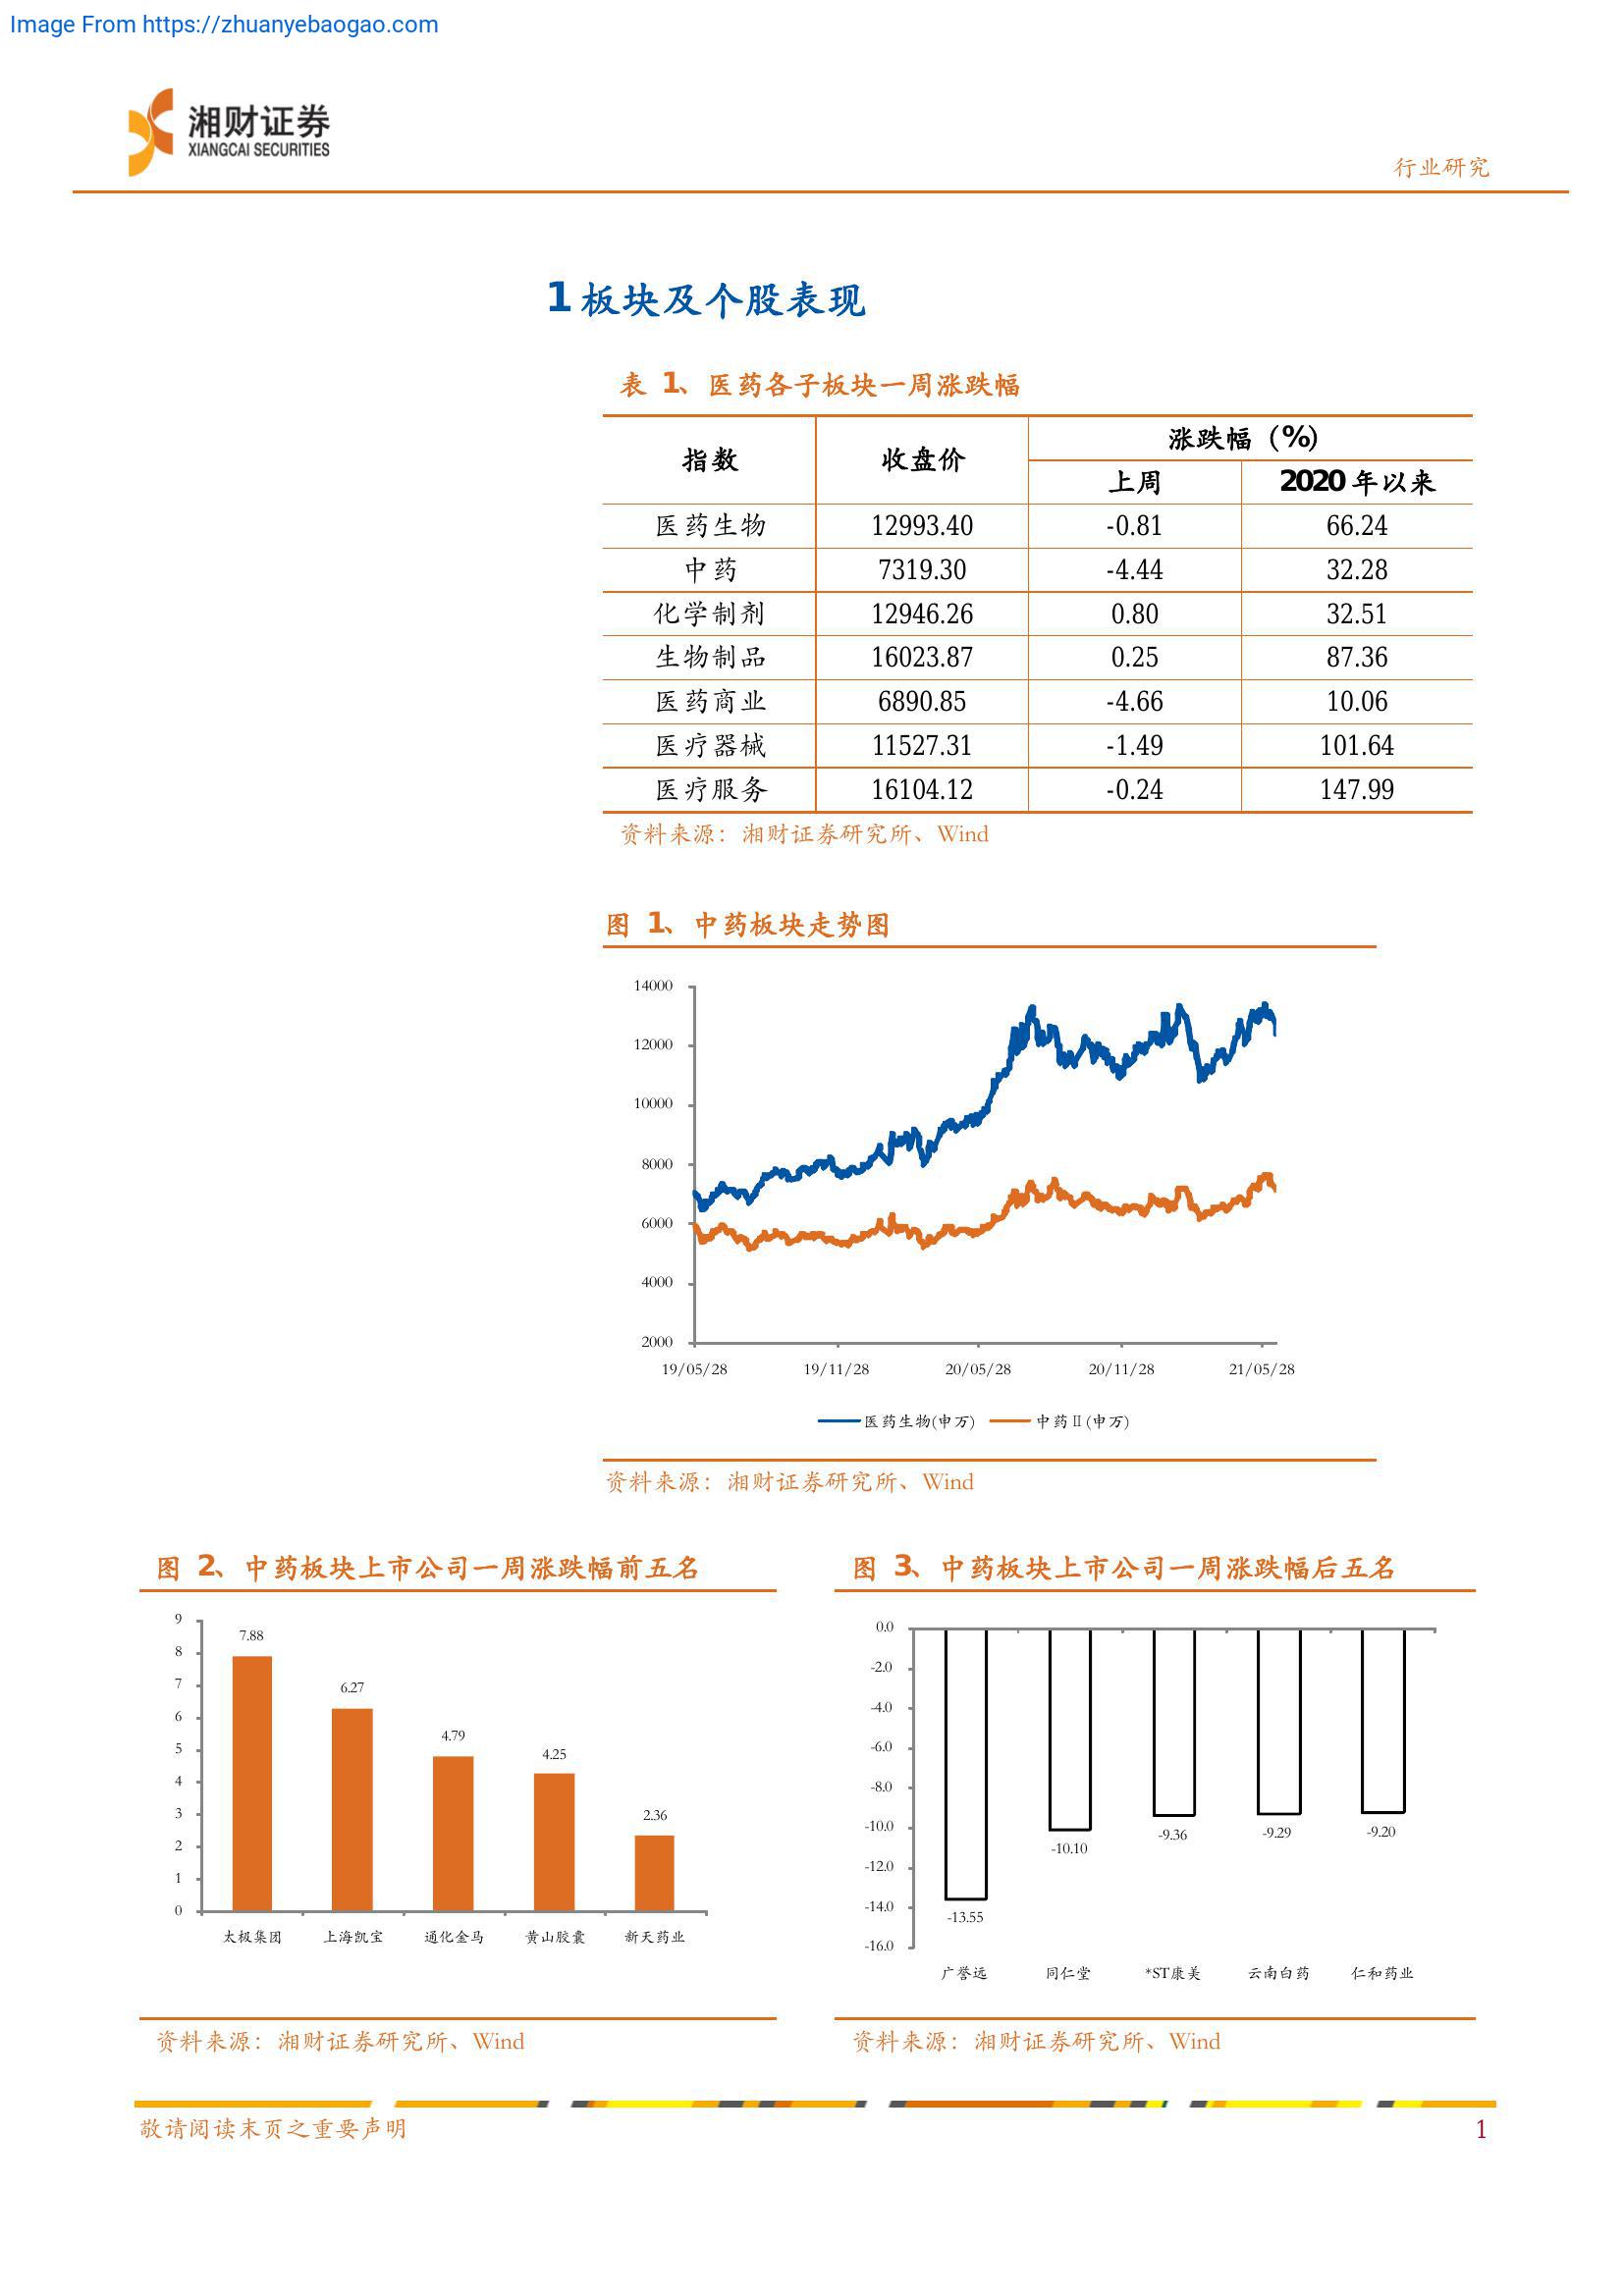 Image From https://zhuanyebaogao.com
湘财证券
XIANGCAI SECURITIES
行业研究
1 板块及个股表现
表 1、医药各子板块一周涨跌幅
指数 收盘价 涨跌幅（%）
上周 2020 年以来
医药生物 12993.40 -0.81 66.24
中药 7319.30 -4.44 32.28
化学制剂 12946.26 0.80 32.51
生物制品 16023.87 0.25 87.36
医药商业 6890.85 -4.66 10.06
医疗器械 11527.31 -1.49 101.64
医疗服务 16104.12 -0.24 147.99
资料来源：湘财证券研究所、Wind
图 1、中药板块走势图
14000
12000
10000
8000
6000
4000
2000
19/05/28 19/11/28 20/05/28 20/11/28 21/05/28
医药生物(申万) 中药Ⅱ(申万)
资料来源：湘财证券研究所、Wind
图 2、中药板块上市公司一周涨跌幅前五名
9
8
7
6
5
4
3
2
1
0
7.88
6.27
4.79
4.25
2.36
太极集团 上海凯宝 通化金马 黄山胶囊 新天药业
资料来源：湘财证券研究所、Wind
图 3、中药板块上市公司一周涨跌幅后五名
0.0
-2.0
-4.0
-6.0
-8.0
-10.0
-12.0
-14.0
-16.0
-13.55
-10.10
-9.36
-9.29
-9.20
广誉远 同仁堂 *ST康美 云南白药 仁和药业
资料来源：湘财证券研究所、Wind
敬请阅读末页之重要声明
1